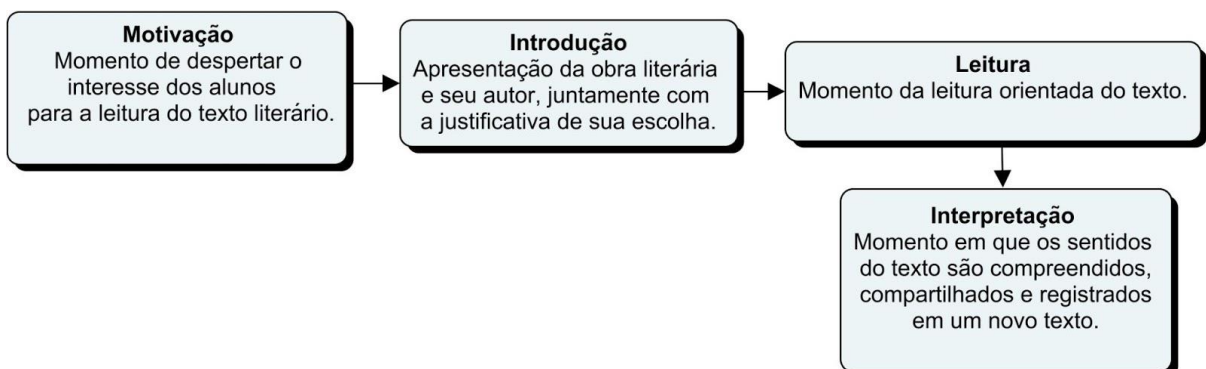 Motivação
Momento de despertar o
interesse dos alunos
para a leitura do texto literário.
Introdução
Apresentação da obra literária
e seu autor, juntamente com
a justificativa de sua escolha.
Leitura
Momento da leitura orientada do texto.
Interpretação
Momento em que os sentidos
do texto são compreendidos,
compartilhados e registrados
em um novo texto.